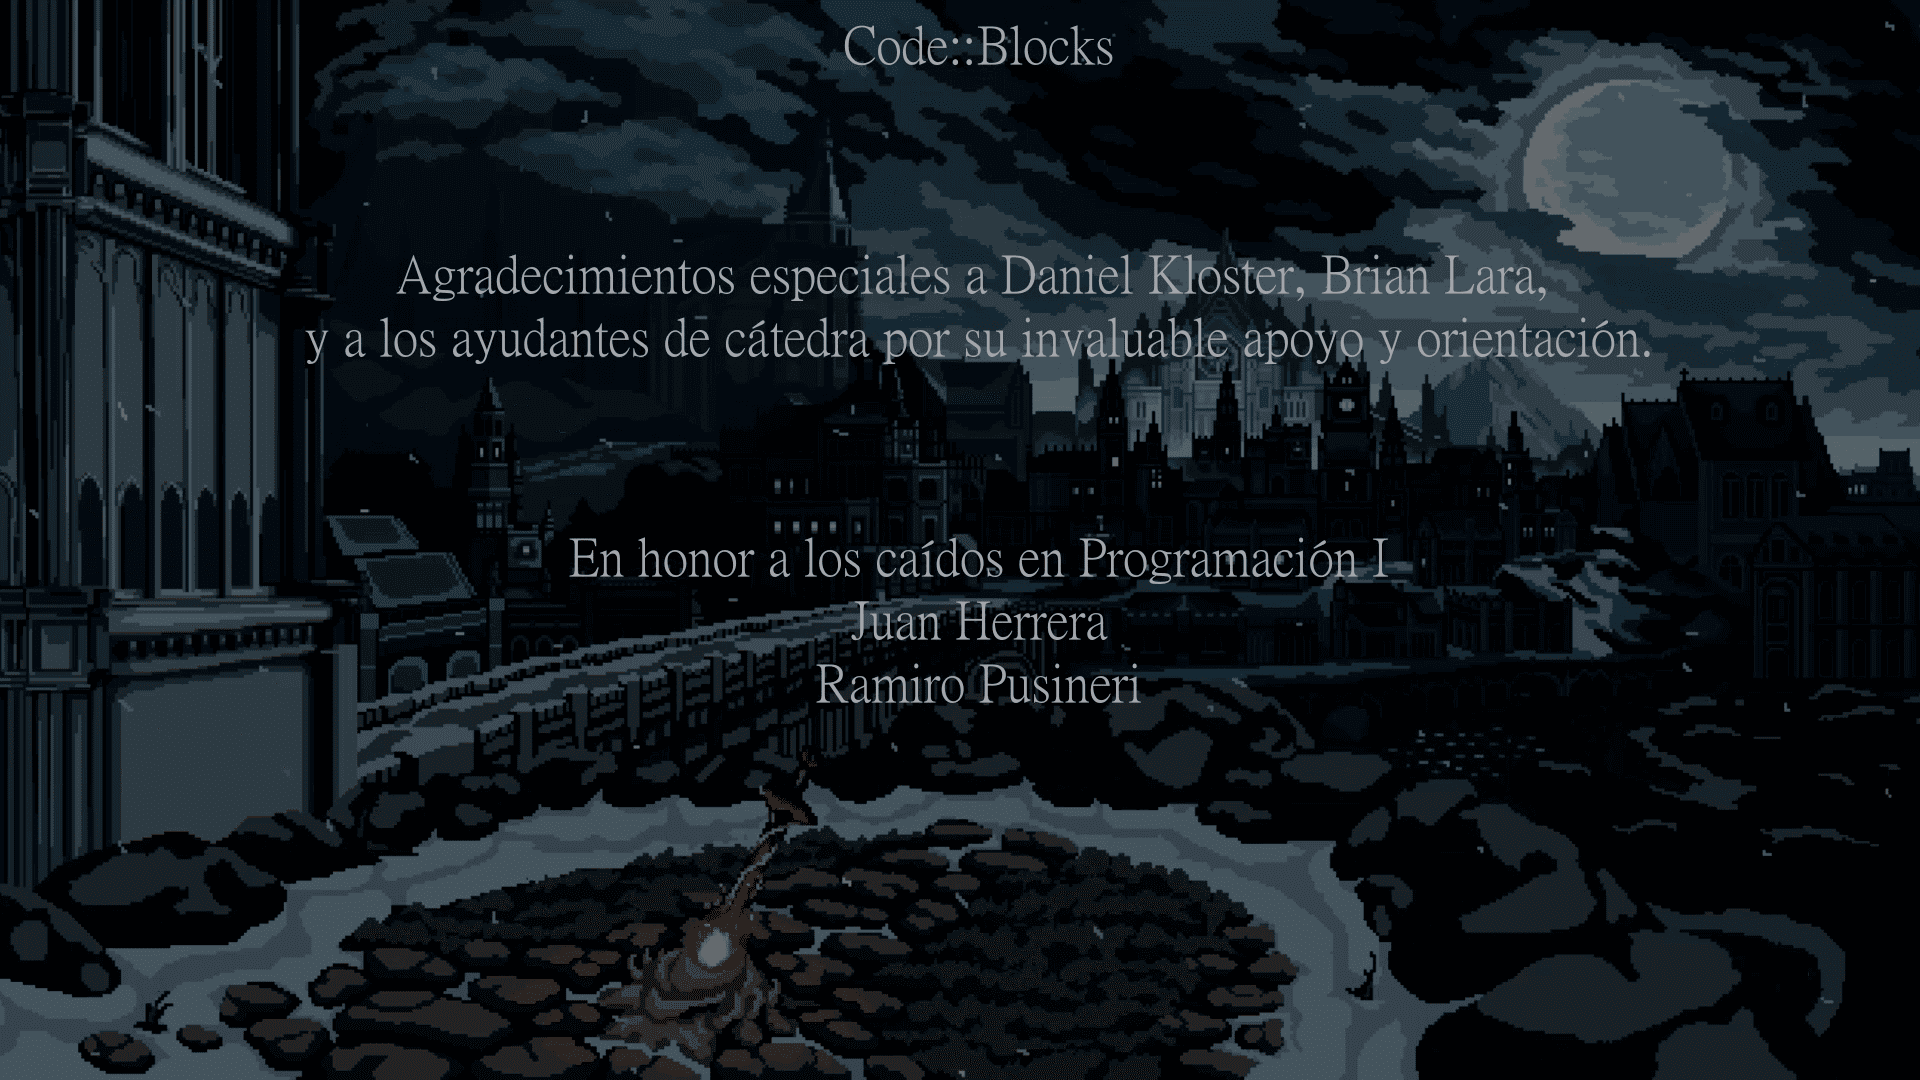 Code::Blocks
Agradecimientos especiales a Daniel Kloster, Brian Lara,
y a los ayudantes de cátedra por su invaluable apoyo y orientación.
En honor a los caídos en Programación I
Juan Herrera
Ramiro Pusineri